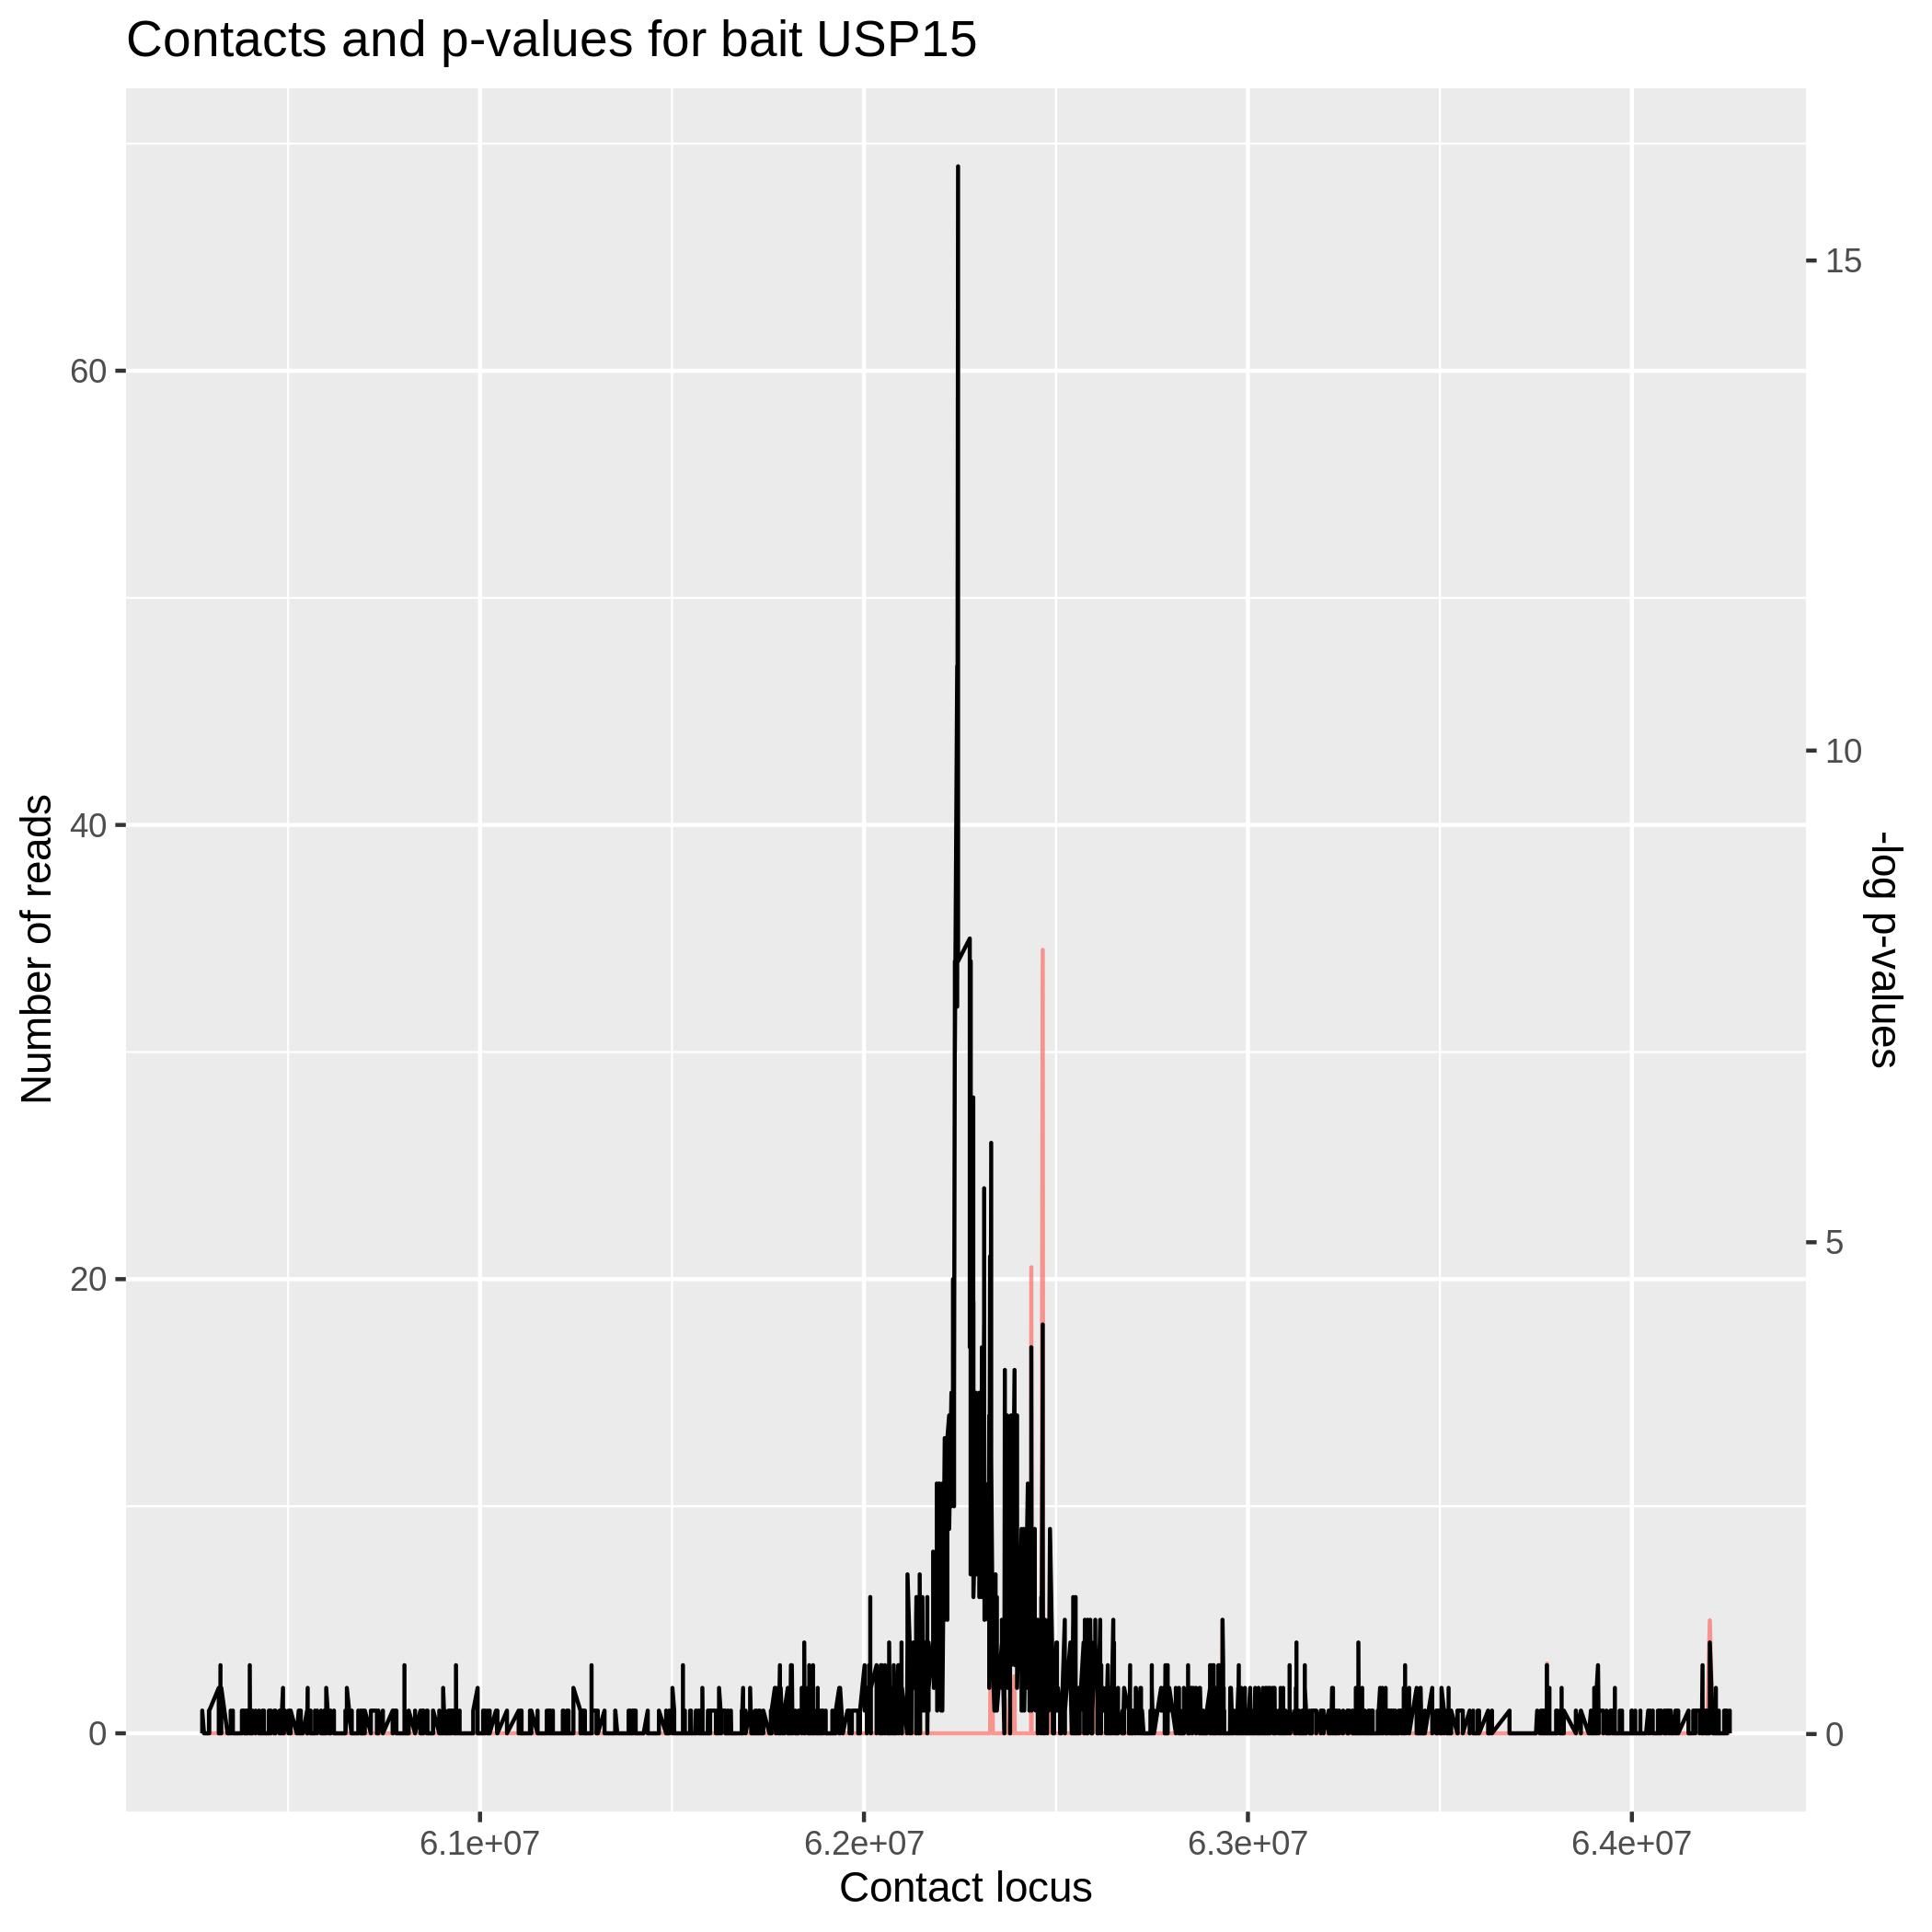 Contacts and p-values for bait USP15
Number of reads
60
40
20
0
15
10
5
0
-log p-values
6.1e+07
6.2e+07
6.3e+07
6.4e+07
Contact locus